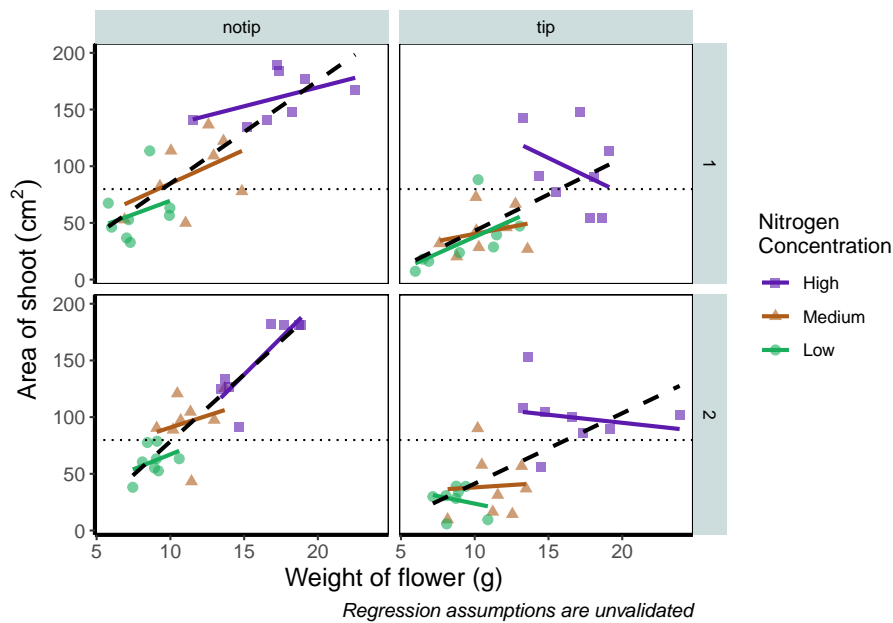 notip
tip
200
150
100
50
0
1
200
150
100
50
0
2
5
10
15
20
5
10
15
20
Area of shoot (cm²)
Weight of flower (g)
Regression assumptions are unvalidated
Nitrogen
Concentration
High
Medium
Low